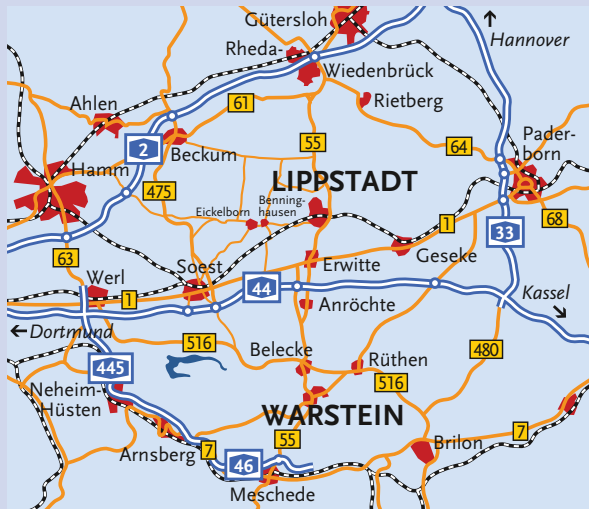 Gütersloh
Hannover
Rheda-
Wiedenbrück
Rietberg
Ahlen
61
55
64
Pader-
born
2
Beckum
Hamm
475
LIPPSTADT
Benning-
hausen
Eickelborn
1
68
33
63
Erwitte
Geseke
Soest
Werl
44
1
Anröchte
Kassel
Dortmund
516
Belecke
Rüthen
480
445
516
Neheim-
Hüsten
WARSTEIN
Arnsberg
7
55
7
Brilon
46
Meschede